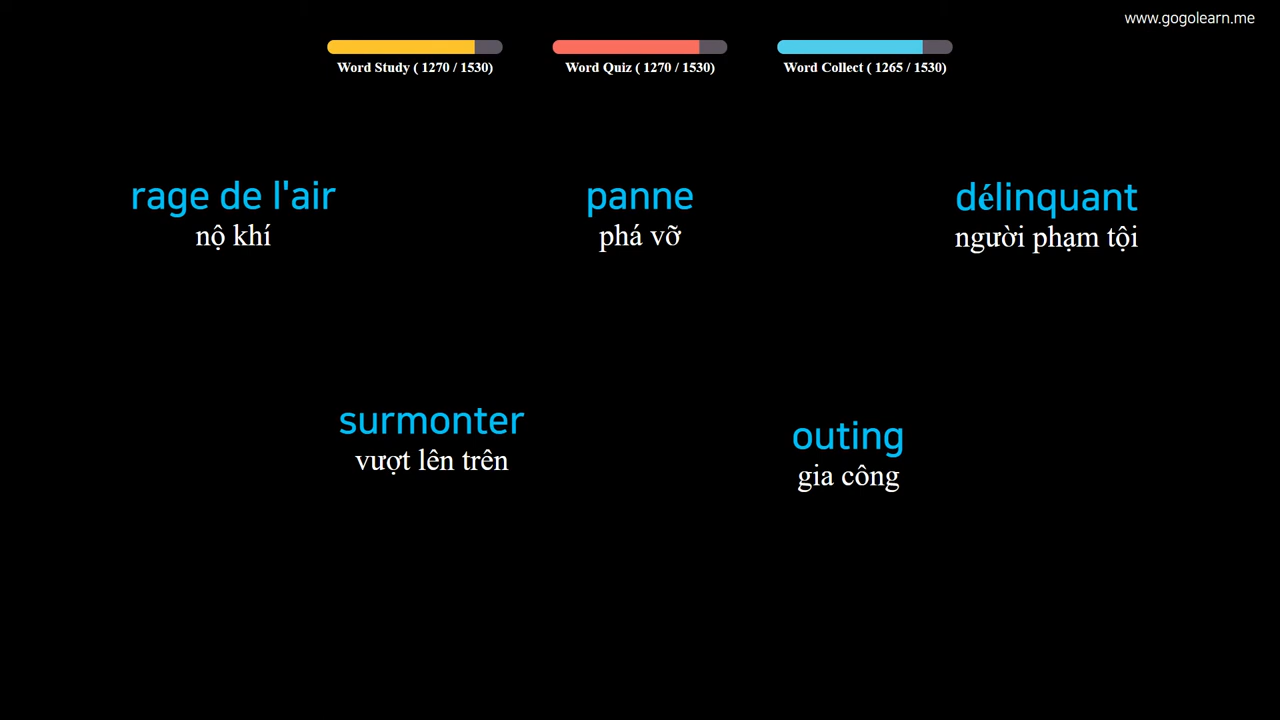 www.gogolearn.me
Word Study ( 1270 / 1530)
Word Quiz ( 1270 / 1530)
Word Collect ( 1265 / 1530)
rage de l'air
nộ khí
panne
phá vỡ
délinquant
người phạm tội
surmonter
vượt lên trên
outing
gia công